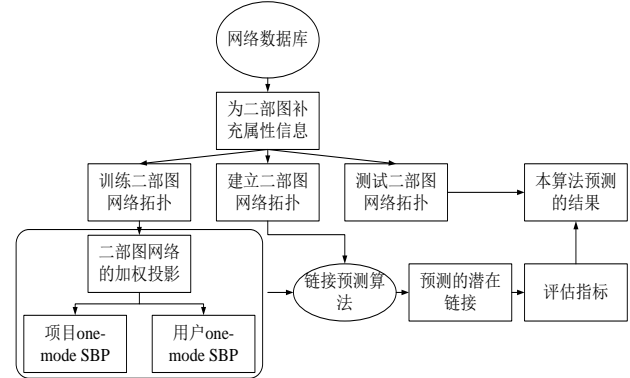 网络数据库
为二部图补
充属性信息
训练二部图
网络拓扑
建立二部图
网络拓扑
测试二部图
网络拓扑
本算法预测
的结果
二部图网络
的加权投影
链接预测算
法
预测的潜在
链接
评估指标
项目one-
mode SBP
用户one-
mode SBP